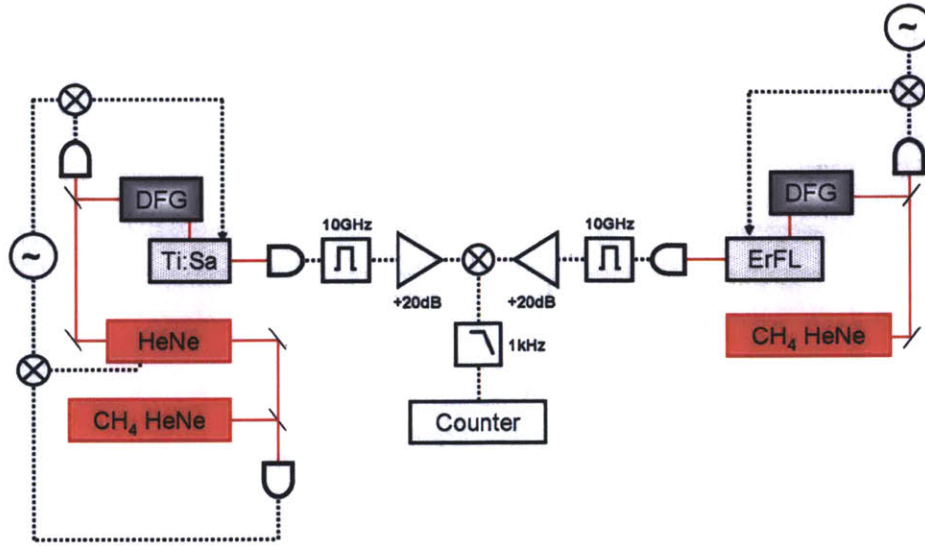 ~
DFG
DFG
10GHz
10GHz
~
Ti:Sa
ErFL
+20dB
+20dB
HeNe
1kHz
CH₄ HeNe
CH₄ HeNe
Counter